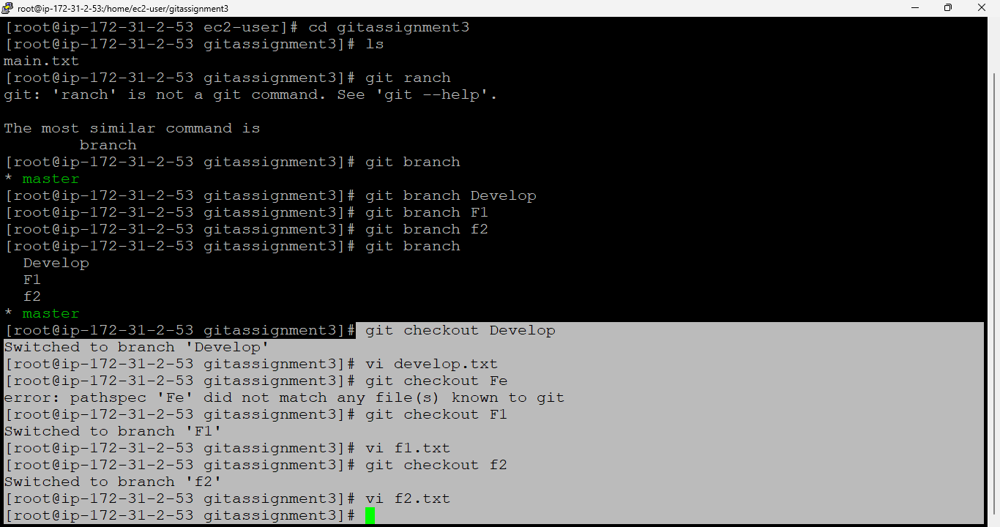 root@ip-172-31-2-53:/home/ec2-user/gitassignment3
[root@ip-172-31-2-53 ec2-user]# cd gitassignment3
[root@ip-172-31-2-53 gitassignment3]# ls
main.txt
[root@ip-172-31-2-53 gitassignment3]# git ranch
git: 'ranch' is not a git command. See 'git --help'.

The most similar command is
        branch
[root@ip-172-31-2-53 gitassignment3]# git branch
* master
[root@ip-172-31-2-53 gitassignment3]# git branch Develop
[root@ip-172-31-2-53 gitassignment3]# git branch F1
[root@ip-172-31-2-53 gitassignment3]# git branch f2
[root@ip-172-31-2-53 gitassignment3]# git branch
  Develop
  F1
  f2
* master
[root@ip-172-31-2-53 gitassignment3]# git checkout Develop
Switched to branch 'Develop'
[root@ip-172-31-2-53 gitassignment3]# vi develop.txt
[root@ip-172-31-2-53 gitassignment3]# git checkout Fe
error: pathspec 'Fe' did not match any file(s) known to git
[root@ip-172-31-2-53 gitassignment3]# git checkout F1
Switched to branch 'F1'
[root@ip-172-31-2-53 gitassignment3]# vi f1.txt
[root@ip-172-31-2-53 gitassignment3]# git checkout f2
Switched to branch 'f2'
[root@ip-172-31-2-53 gitassignment3]# vi f2.txt
[root@ip-172-31-2-53 gitassignment3]#